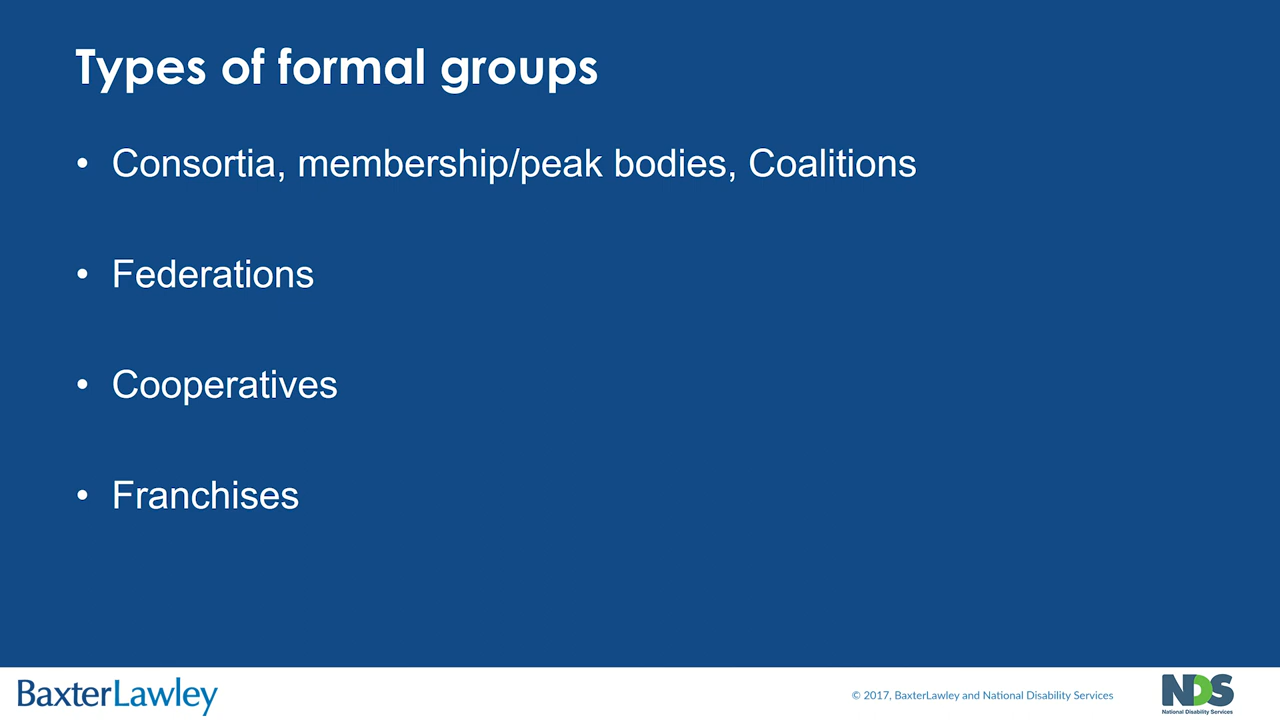 Types of formal groups
• Consortia, membership/peak bodies, Coalitions
• Federations
• Cooperatives
• Franchises
BaxterLawley
© 2017, BaxterLawley and National Disability Services
NDS
National Disability Services